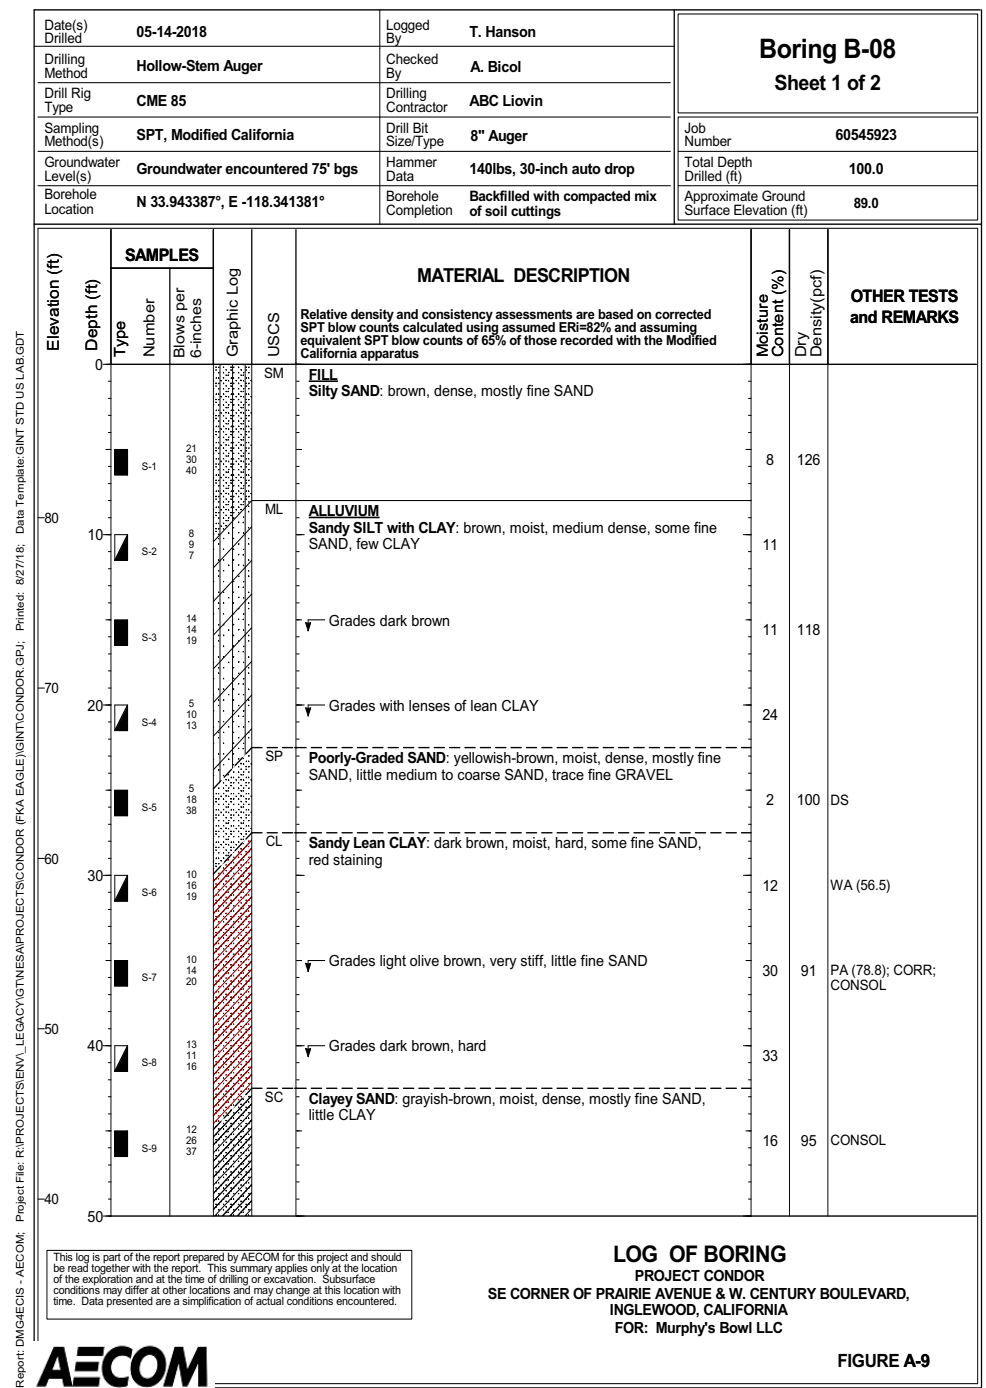 Date(s) Drilled 05-14-2018 Logged By T. Hanson
Boring B-08
Sheet 1 of 2
Drilling Method Hollow-Stem Auger Checked By A. Bicol
Drill Rig Type CME 85 Drilling Contractor ABC Liovin
Sampling Method(s) SPT, Modified California Drill Bit Size/Type 8" Auger Job Number 60545923
Groundwater Level(s) Groundwater encountered 75' bgs Hammer Data 140lbs, 30-inch auto drop Total Depth Drilled (ft) 100.0
Borehole Location N 33.943387°, E -118.341381° Borehole Completion Backfilled with compacted mix of soil cuttings Approximate Ground Surface Elevation (ft) 89.0
Elevation (ft)
Depth (ft)
SAMPLES
Type
Number
Blows per 6-inches
Graphic Log
USCS
MATERIAL DESCRIPTION
Relative density and consistency assessments are based on corrected
SPT blow counts calculated using assumed ERi=82% and assuming
equivalent SPT blow counts of 65% of those recorded with the Modified
California apparatus
Moisture Content (%)
Dry Density(pcf)
OTHER TESTS
and REMARKS
0
SM FILL
Silty SAND: brown, dense, mostly fine SAND
S-1 21 30 40 8 126
ML ALLUVIUM
80
Sandy SILT with CLAY: brown, moist, medium dense, some fine
SAND, few CLAY
10 S-2 8 9 7 11
Grades dark brown
S-3 14 14 19 11 118
70
Grades with lenses of lean CLAY
20 S-4 5 10 13 24
SP Poorly-Graded SAND: yellowish-brown, moist, dense, mostly fine
SAND, little medium to coarse SAND, trace fine GRAVEL
S-5 5 18 38 2 100 DS
CL Sandy Lean CLAY: dark brown, moist, hard, some fine SAND,
red staining
60
30 S-6 10 16 19 12 WA (56.5)
Grades light olive brown, very stiff, little fine SAND
S-7 10 14 20 30 91 PA (78.8); CORR;
CONSOL
50
Grades dark brown, hard
40 S-8 13 11 16 33
SC Clayey SAND: grayish-brown, moist, dense, mostly fine SAND,
little CLAY
S-9 12 26 37 16 95 CONSOL
40
50
This log is part of the report prepared by AECOM for this project and should
be read together with the report. This summary applies only at the location
of the exploration and at the time of drilling or excavation. Subsurface
conditions may differ at other locations and may change at this location with
time. Data presented are a simplification of actual conditions encountered.
LOG OF BORING
PROJECT CONDOR
SE CORNER OF PRAIRIE AVENUE & W. CENTURY BOULEVARD,
INGLEWOOD, CALIFORNIA
FOR: Murphy's Bowl LLC
AECOM
FIGURE A-9
Report: DMG4ECIS - AECOM; Project File: R:\PROJECTS\ENV\_LEGACY\GT\NESA\PROJECTS\CONDOR (FKA EAGLE)\GINT\CONDOR.GPJ; Printed: 8/27/18; Data Template:GINT STD US LAB.GDT